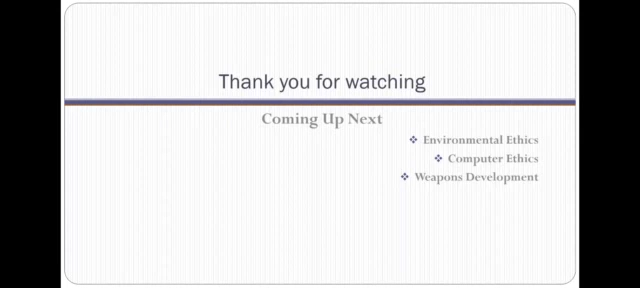 Thank you for watching
Coming Up Next
❖ Environmental Ethics
❖ Computer Ethics
❖ Weapons Development